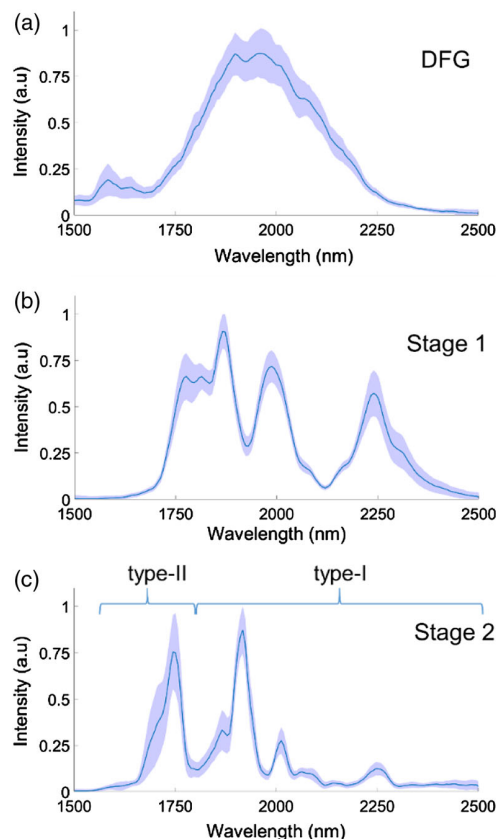 (a)
1
0.75
0.5
0.25
0
Intensity (a.u)
DFG
1500 1750 2000 2250 2500
Wavelength (nm)
(b)
1
0.75
0.5
0.25
0
Intensity (a.u)
Stage 1
1500 1750 2000 2250 2500
Wavelength (nm)
(c)
type-II type-I
1
0.75
0.5
0.25
0
Intensity (a.u)
Stage 2
1500 1750 2000 2250 2500
Wavelength (nm)